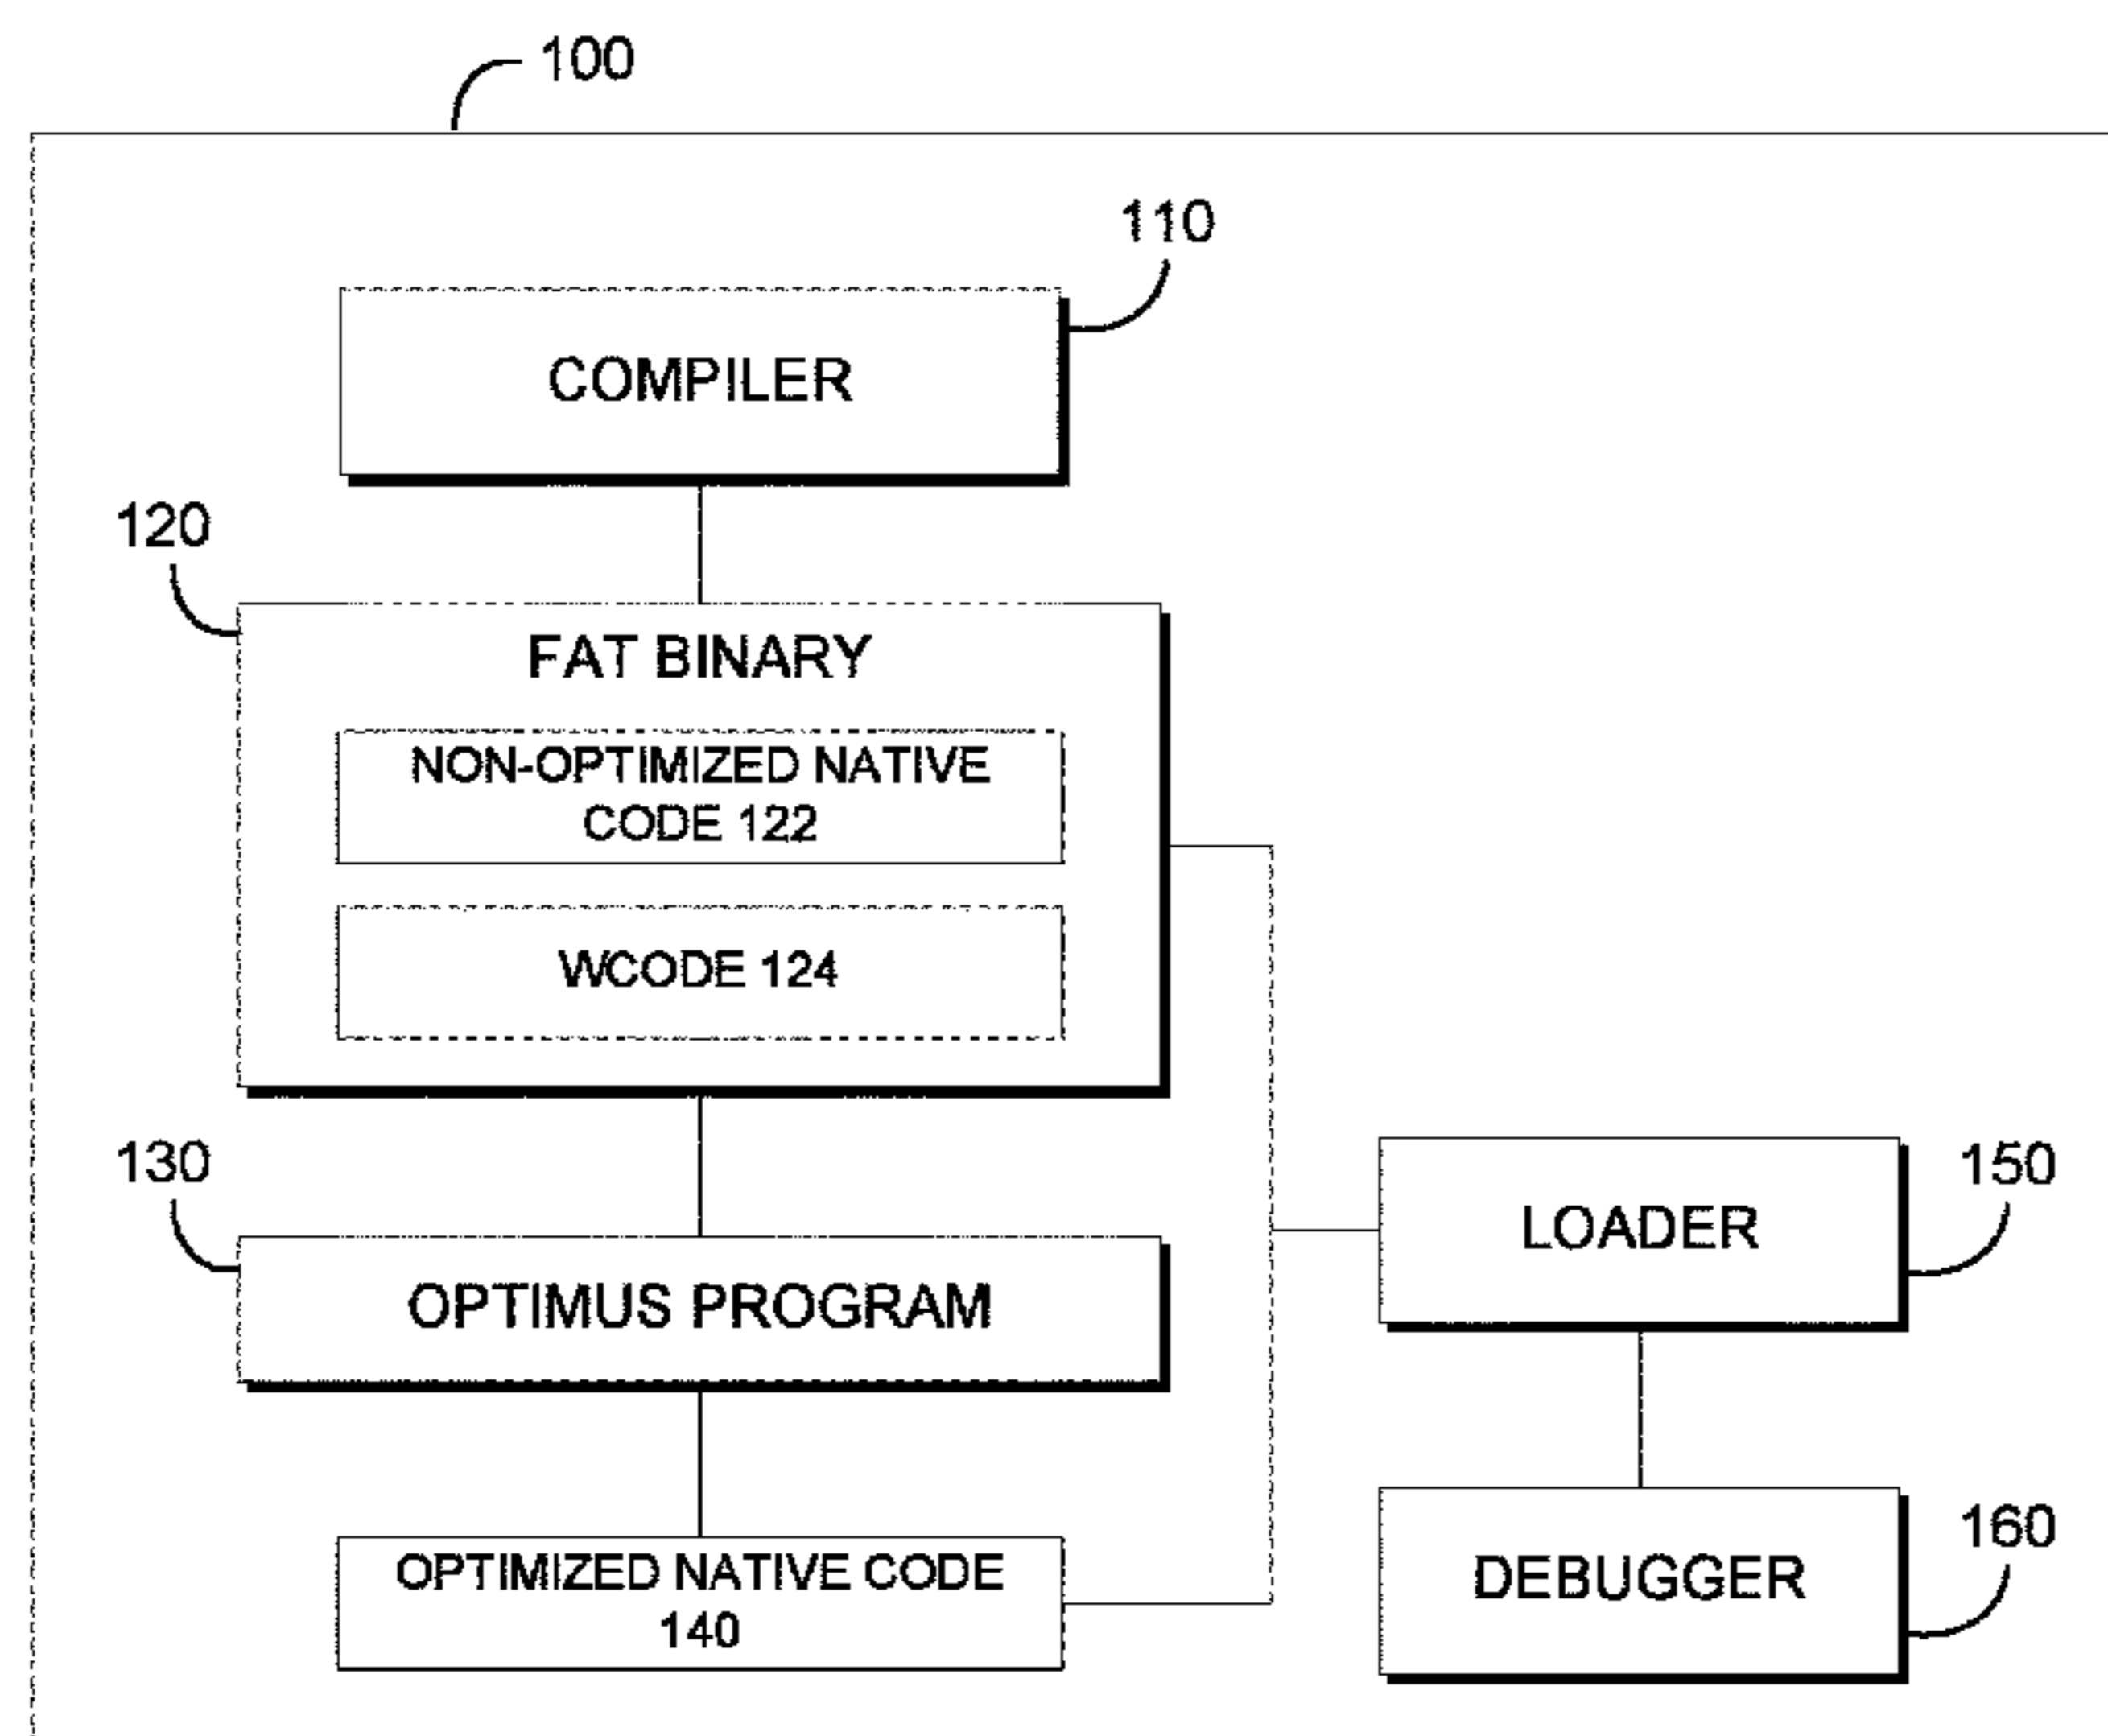 100
110
COMPILER
120
FAT BINARY
NON-OPTIMIZED NATIVE
CODE 122
WCODE 124
130
150
LOADER
OPTIMUS PROGRAM
160
OPTIMIZED NATIVE CODE
140
DEBUGGER